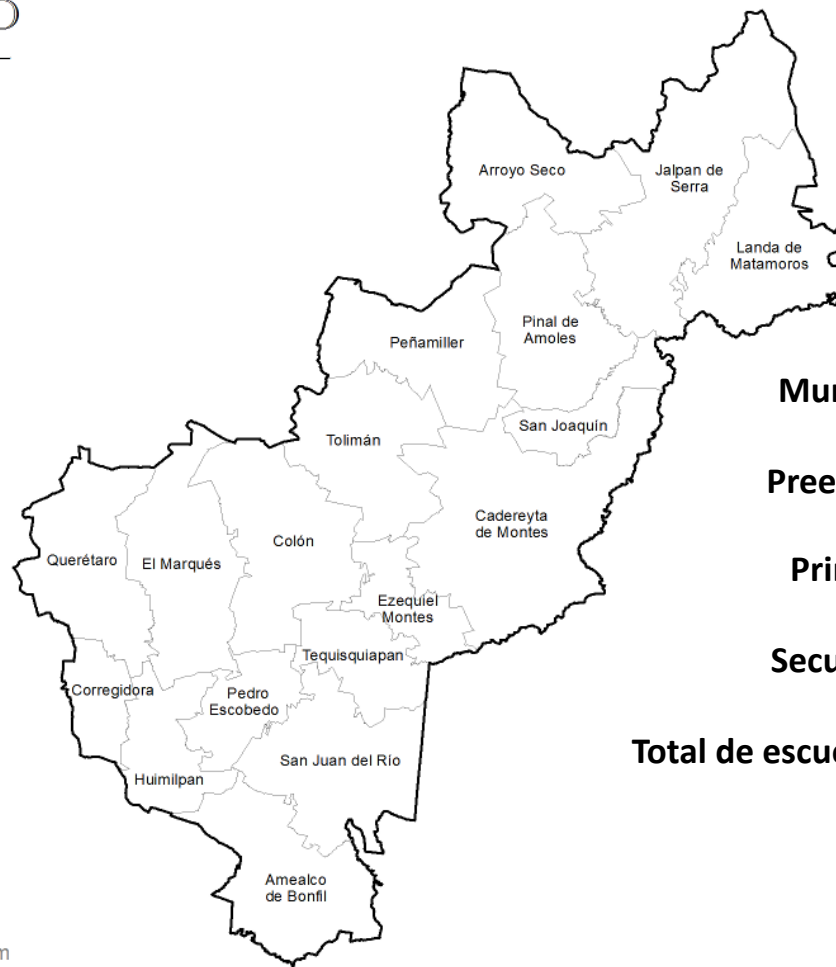 Arroyo Seco
Jalpan de
Serra
Landa de
Matamoros
Peñamiller
Pinal de
Amoles
Tolimán
San Joaquín
Cadereyta
de Montes
Querétaro
El Marqués
Colón
Ezequiel
Montes
Tequisquiapan
Corregidora
Pedro
Escobedo
Huimilpan
San Juan del Río
Amealco
de Bonfil
Mun
Pree
Prin
Secu
Total de escue